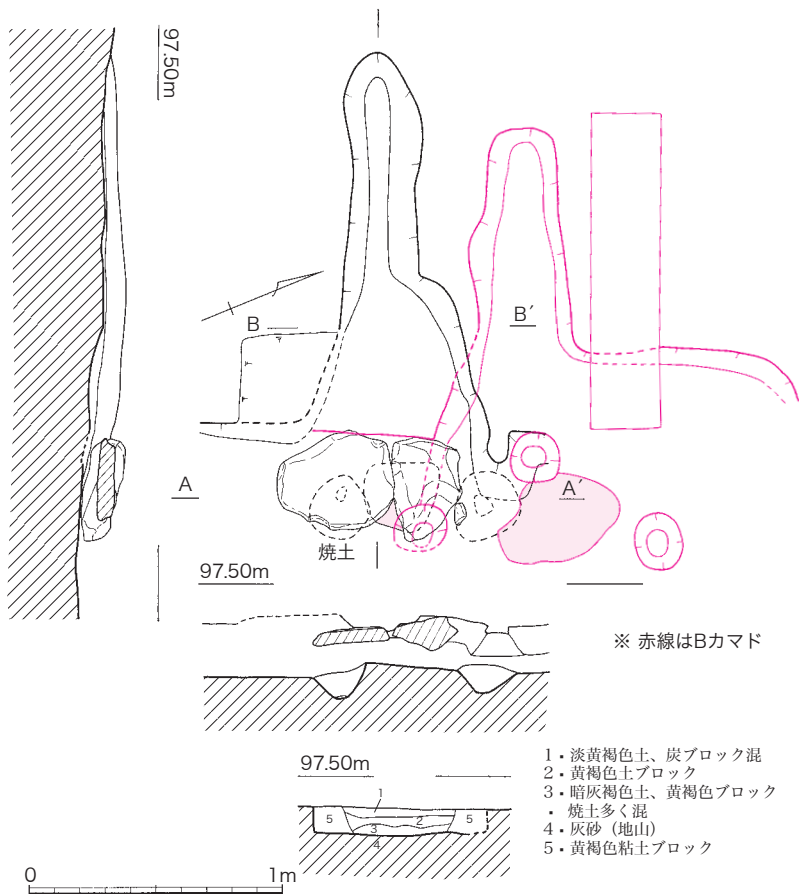 97.50m
B
B′
A
A′
焼土
97.50m
※ 赤線はBカマド
97.50m
1
2
3
4
5
5
1・淡黄褐色土、炭ブロック混
2・黄褐色土ブロック
3・暗灰褐色土、黄褐色ブロック
・ 焼土多く混
4・灰砂（地山）
5・黄褐色粘土ブロック
0
1m